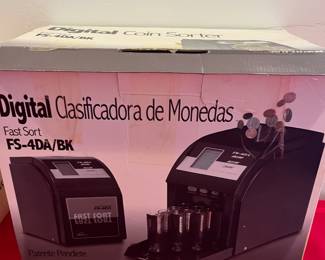 Digital Coin Sorter
FS-4DA/BK
Digital Clasificadora de Monedas
Fast Sort
FS-4DA/BK
FAST SORT
Patente Pendiente